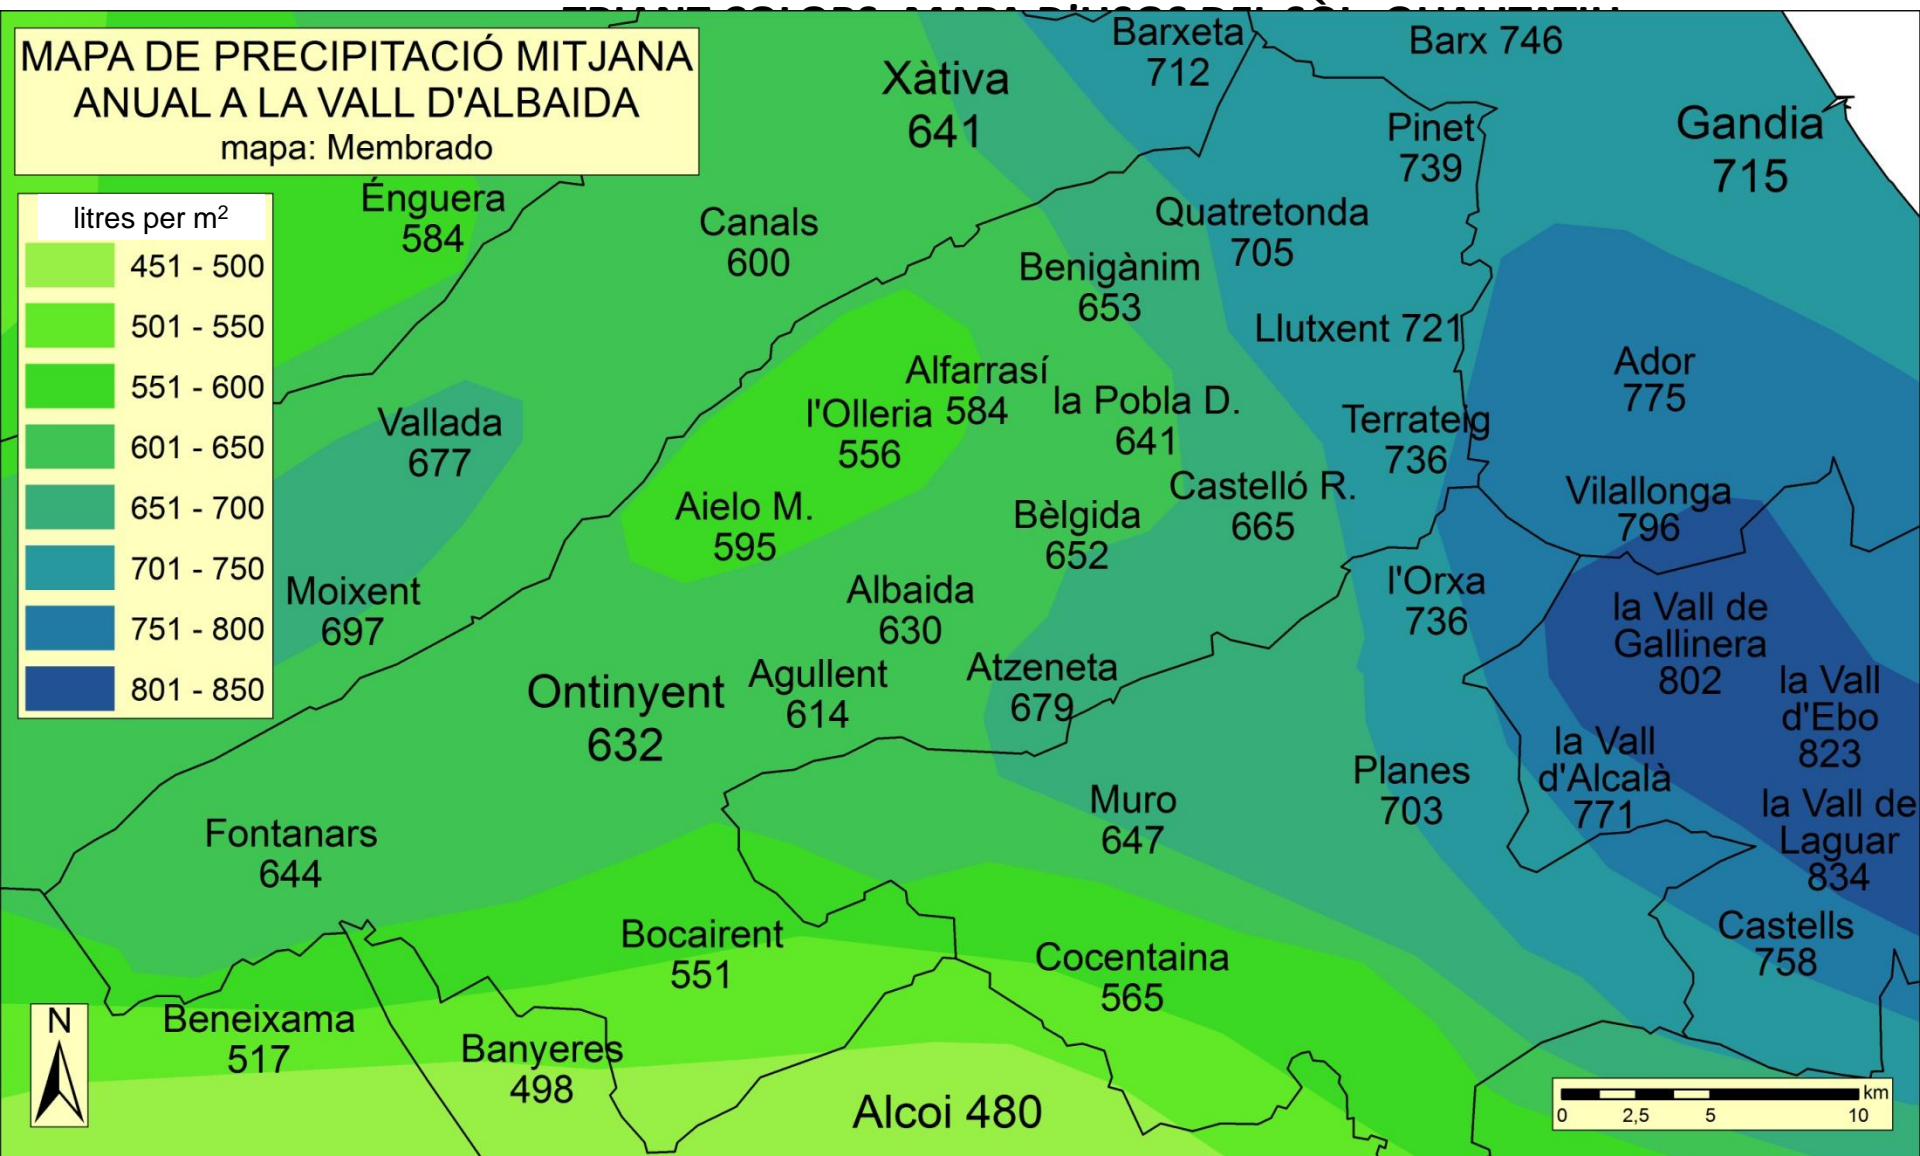 MAPA DE PRECIPITACIÓ MITJANA
ANUAL A LA VALL D'ALBAIDA
mapa: Membrado
litres per m²
451 - 500
501 - 550
551 - 600
601 - 650
651 - 700
701 - 750
751 - 800
801 - 850
Barxeta
712
Barx 746
Xàtiva
641
Pinet
739
Gandia
715
Énguera
584
Canals
600
Quatretonda
705
Benigànim
653
Llutxent 721
Ador
775
Alfarrasí
584
l'Olleria
556
la Pobla D.
641
Terrateig
736
Vallada
677
Castelló R.
665
Vilallonga
796
Aielo M.
595
Bèlgida
652
Moixent
697
Albaida
630
l'Orxa
736
la Vall de
Gallinera
802
Ontinyent
632
Agullent
614
Atzeneta
679
la Vall
d'Ebo
823
la Vall
d'Alcalà
771
Planes
703
Muro
647
la Vall de
Laguar
834
Fontanars
644
Castells
758
Bocairent
551
Cocentaina
565
Beneixama
517
Banyeres
498
Alcoi 480
N
km
0 2,5 5 10